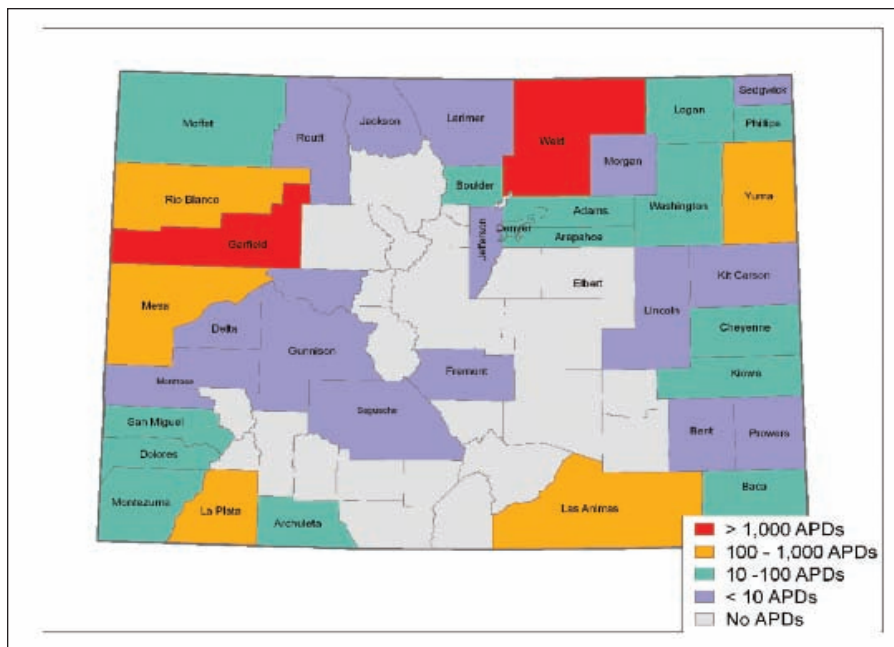 Sedgwick
Moffet
Jackson
Larimer
Logan
Routt
Phillips
Weld
Morgan
Boulder
Yuma
Rio Blanco
Washington
Adams
Denver
Jefferson
Arapahoe
Garfield
Kit Carson
Elbert
Mesa
Lincoln
Delta
Cheyenne
Gunnison
Fremont
Kiowa
Montrose
Saguache
San Miguel
Bent
Prowers
Dolores
Baca
Montezuma
La Plata
Las Animas
Archuleta
> 1,000 APDs
100 - 1,000 APDs
10 -100 APDs
< 10 APDs
No APDs